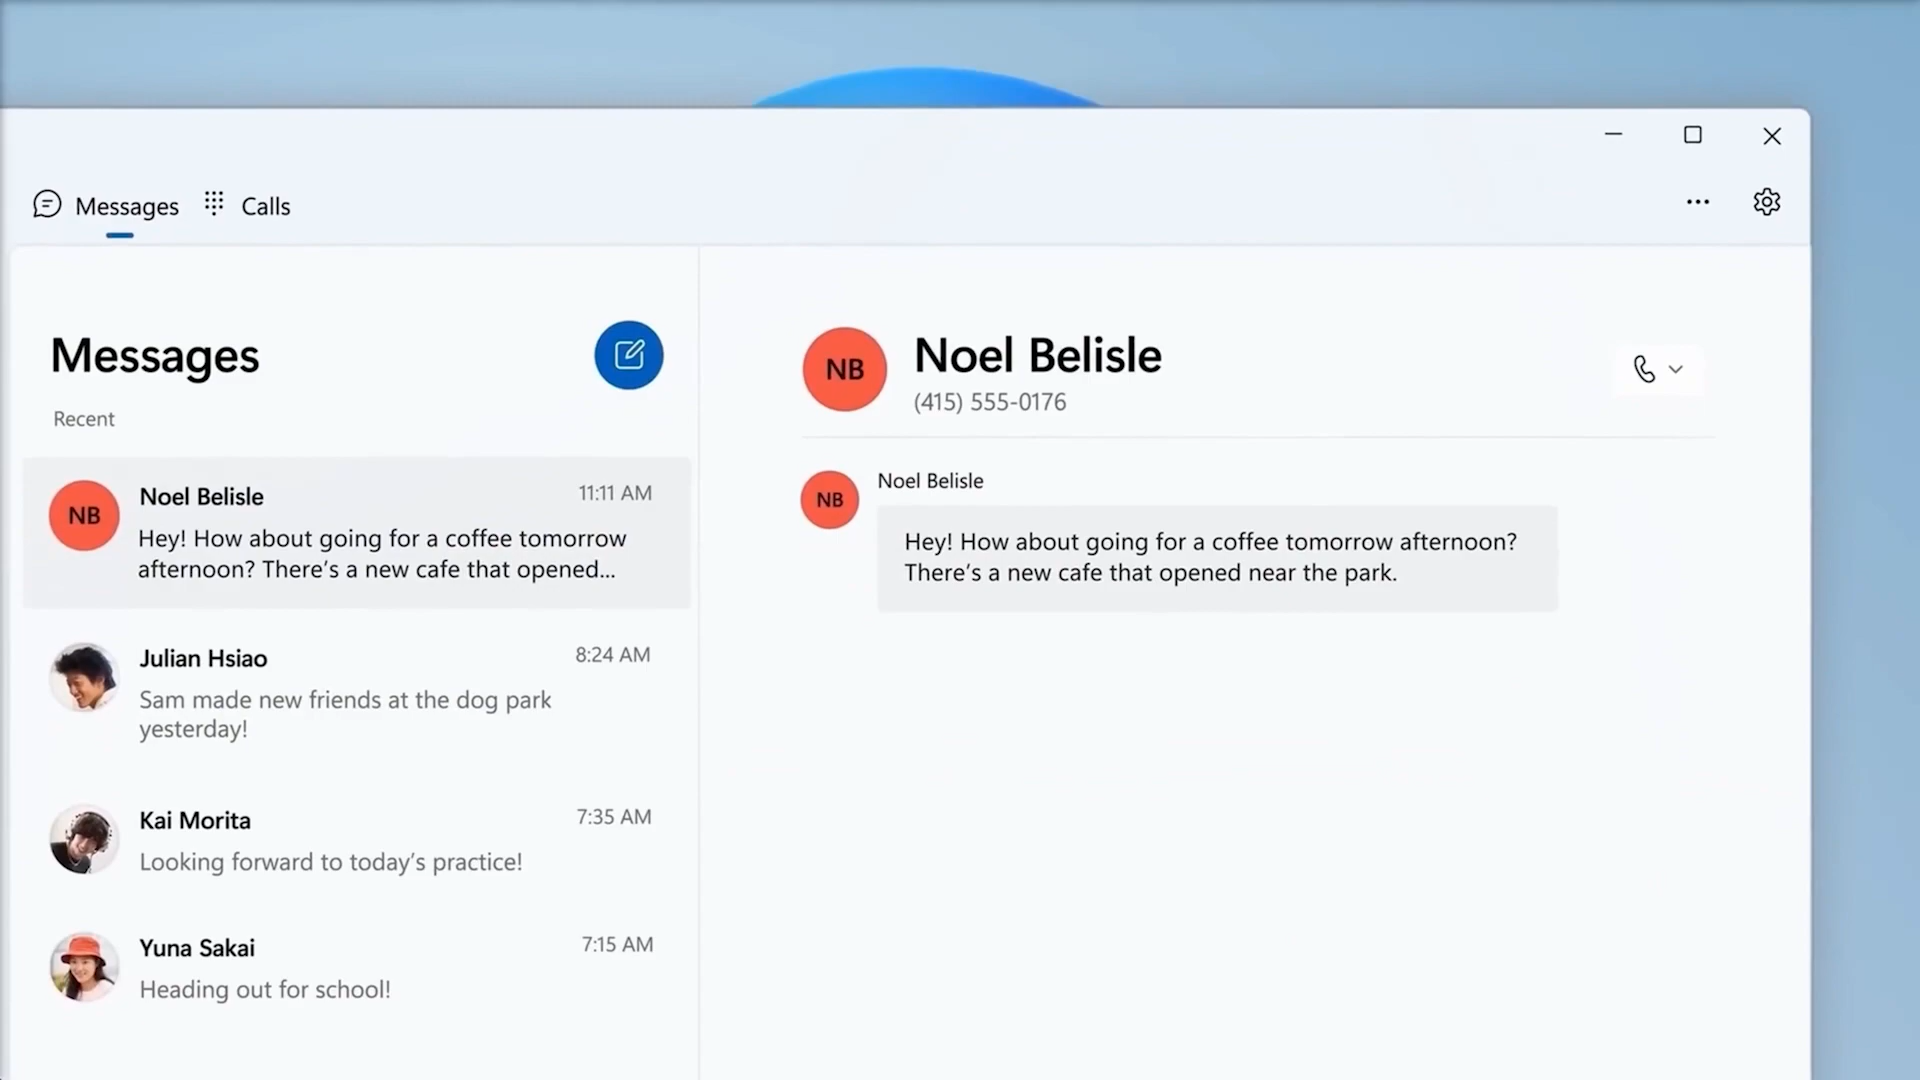 Messages
Calls
Messages
Recent
NB
Noel Belisle
11:11 AM
Hey! How about going for a coffee tomorrow
afternoon? There’s a new cafe that opened...
Julian Hsiao
8:24 AM
Sam made new friends at the dog park
yesterday!
Kai Morita
7:35 AM
Looking forward to today’s practice!
Yuna Sakai
7:15 AM
Heading out for school!
NB
Noel Belisle
(415) 555-0176
NB
Noel Belisle
Hey! How about going for a coffee tomorrow afternoon?
There’s a new cafe that opened near the park.